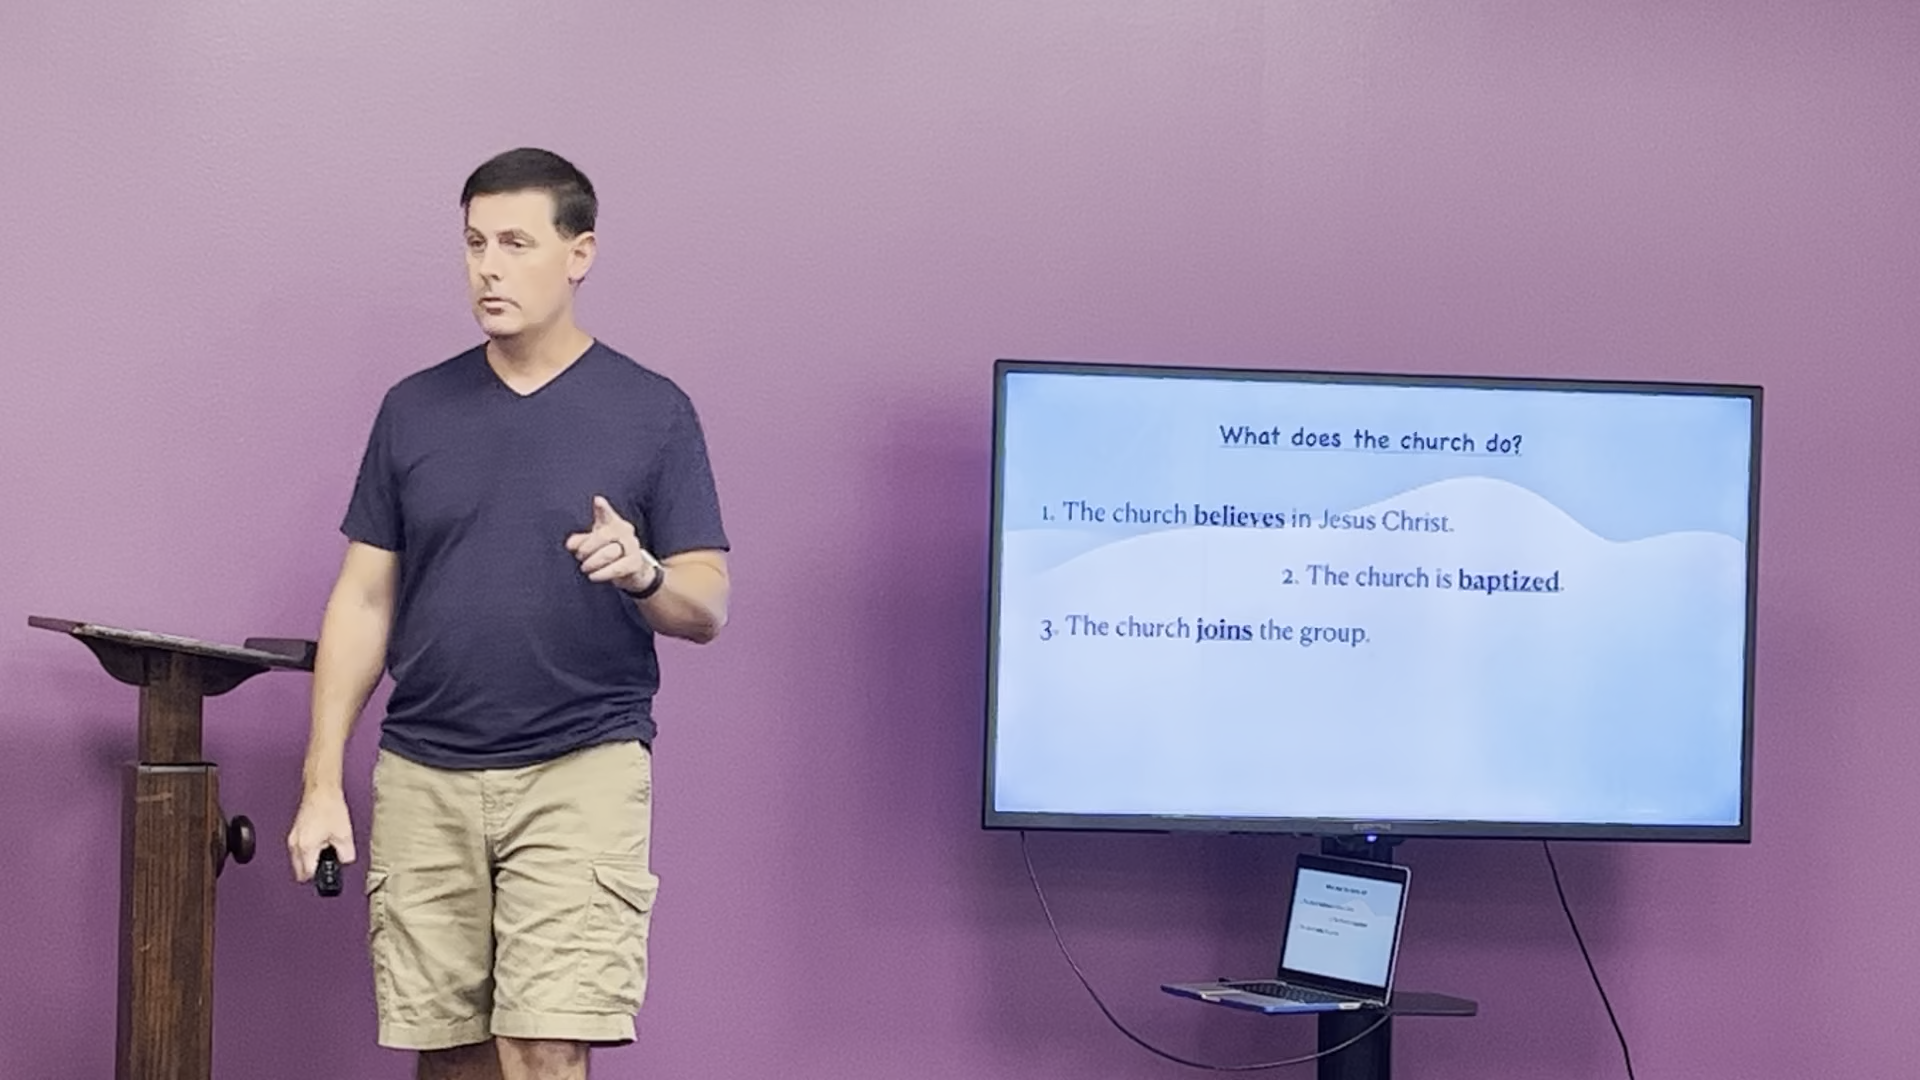 What does the church do?
1. The church believes in Jesus Christ.
2. The church is baptized.
3. The church joins the group.